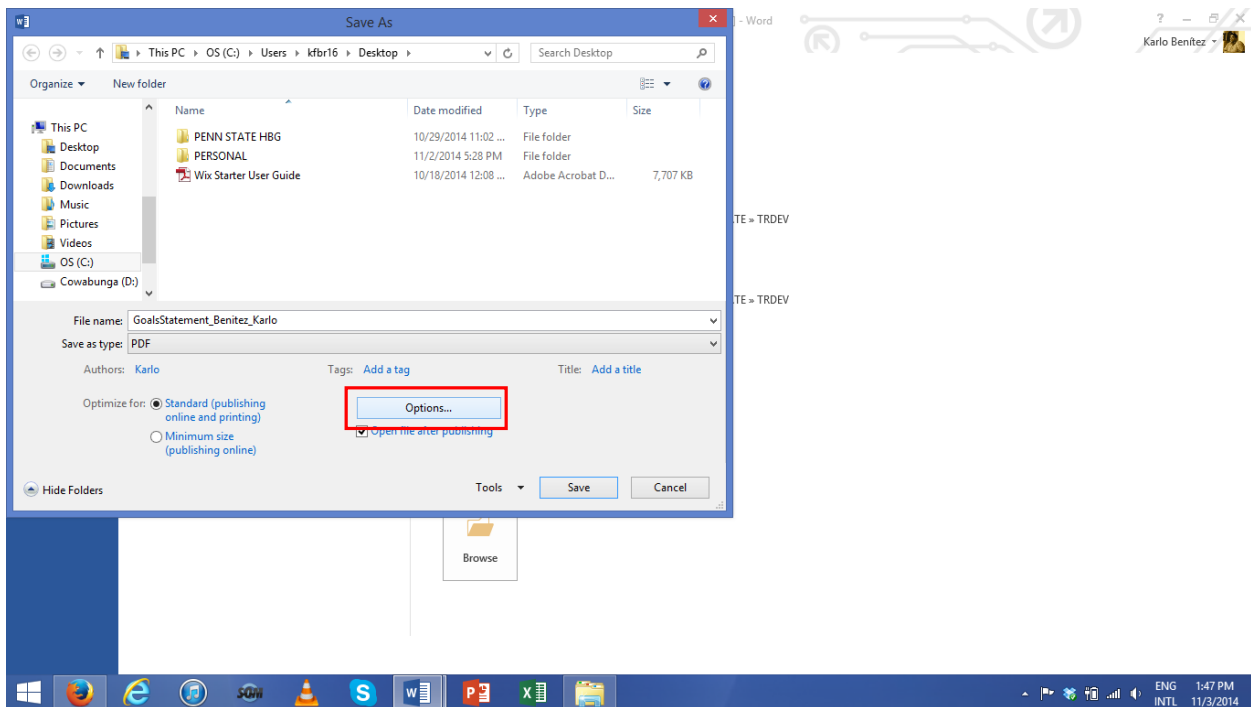 Save As
] - Word
?
Karlo Benítez
This PC
OS (C:)
Users
kfbr16
Desktop
Search Desktop
Organize
New folder
Name
Date modified
Type
Size
This PC
Desktop
Documents
Downloads
Music
Pictures
Videos
OS (C:)
Cowabunga (D:)
PENN STATE HBG
10/29/2014 11:02 ...
File folder
PERSONAL
11/2/2014 5:28 PM
File folder
Wix Starter User Guide
10/18/2014 12:08 ...
Adobe Acrobat D...
7,707 KB
TE » TRDEV
TE » TRDEV
File name:
GoalsStatement_Benitez_Karlo
Save as type:
PDF
Authors:
Karlo
Tags:
Add a tag
Title:
Add a title
Optimize for:
Standard (publishing
online and printing)
Minimum size
(publishing online)
Options...
Open file after publishing
Hide Folders
Tools
Save
Cancel
Browse
SQM
ENG
INTL
1:47 PM
11/3/2014